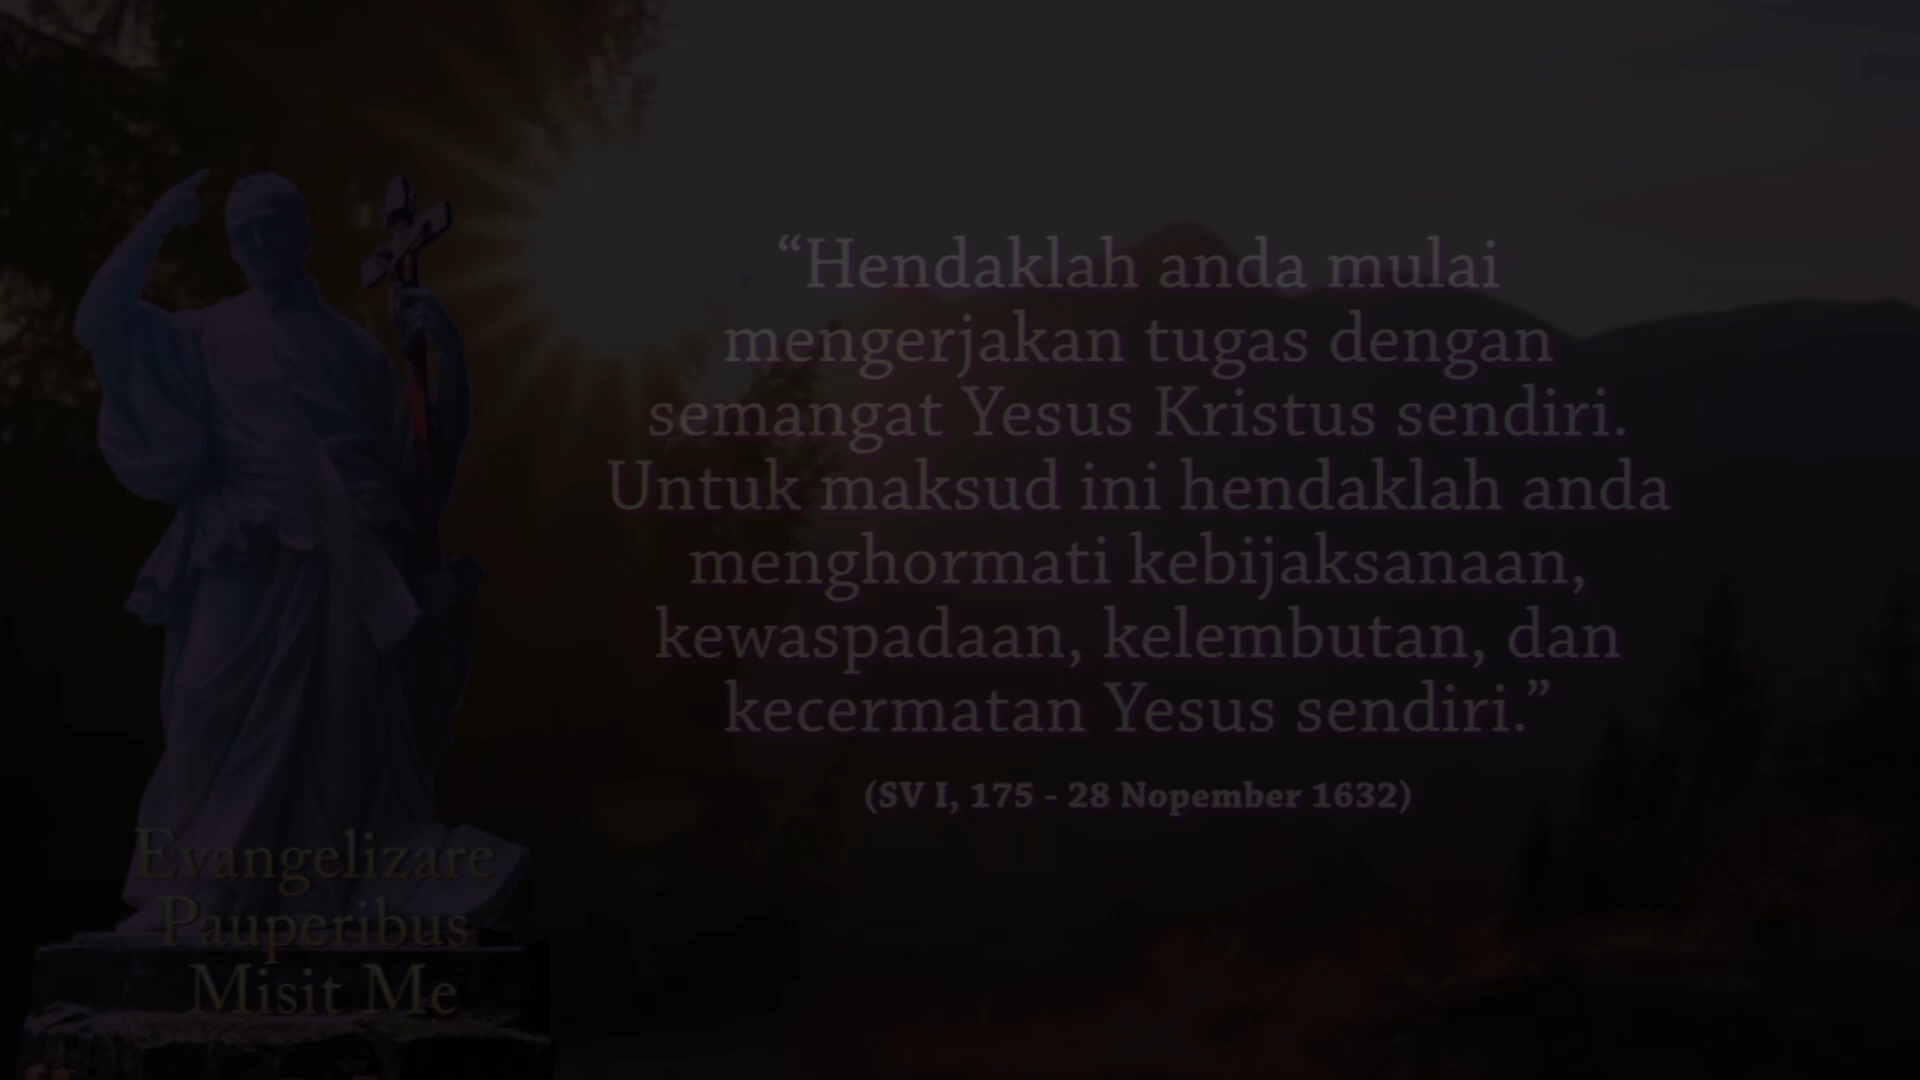 “Hendaklah anda mulai
mengerjakan tugas dengan
semangat Yesus Kristus sendiri.
Untuk maksud ini hendaklah anda
menghormati kebijaksanaan,
kewaspadaan, kelembutan, dan
kecermatan Yesus sendiri.”
(SV I, 175 - 28 Nopember 1632)
Evangelizare
Pauperibus
Misit Me